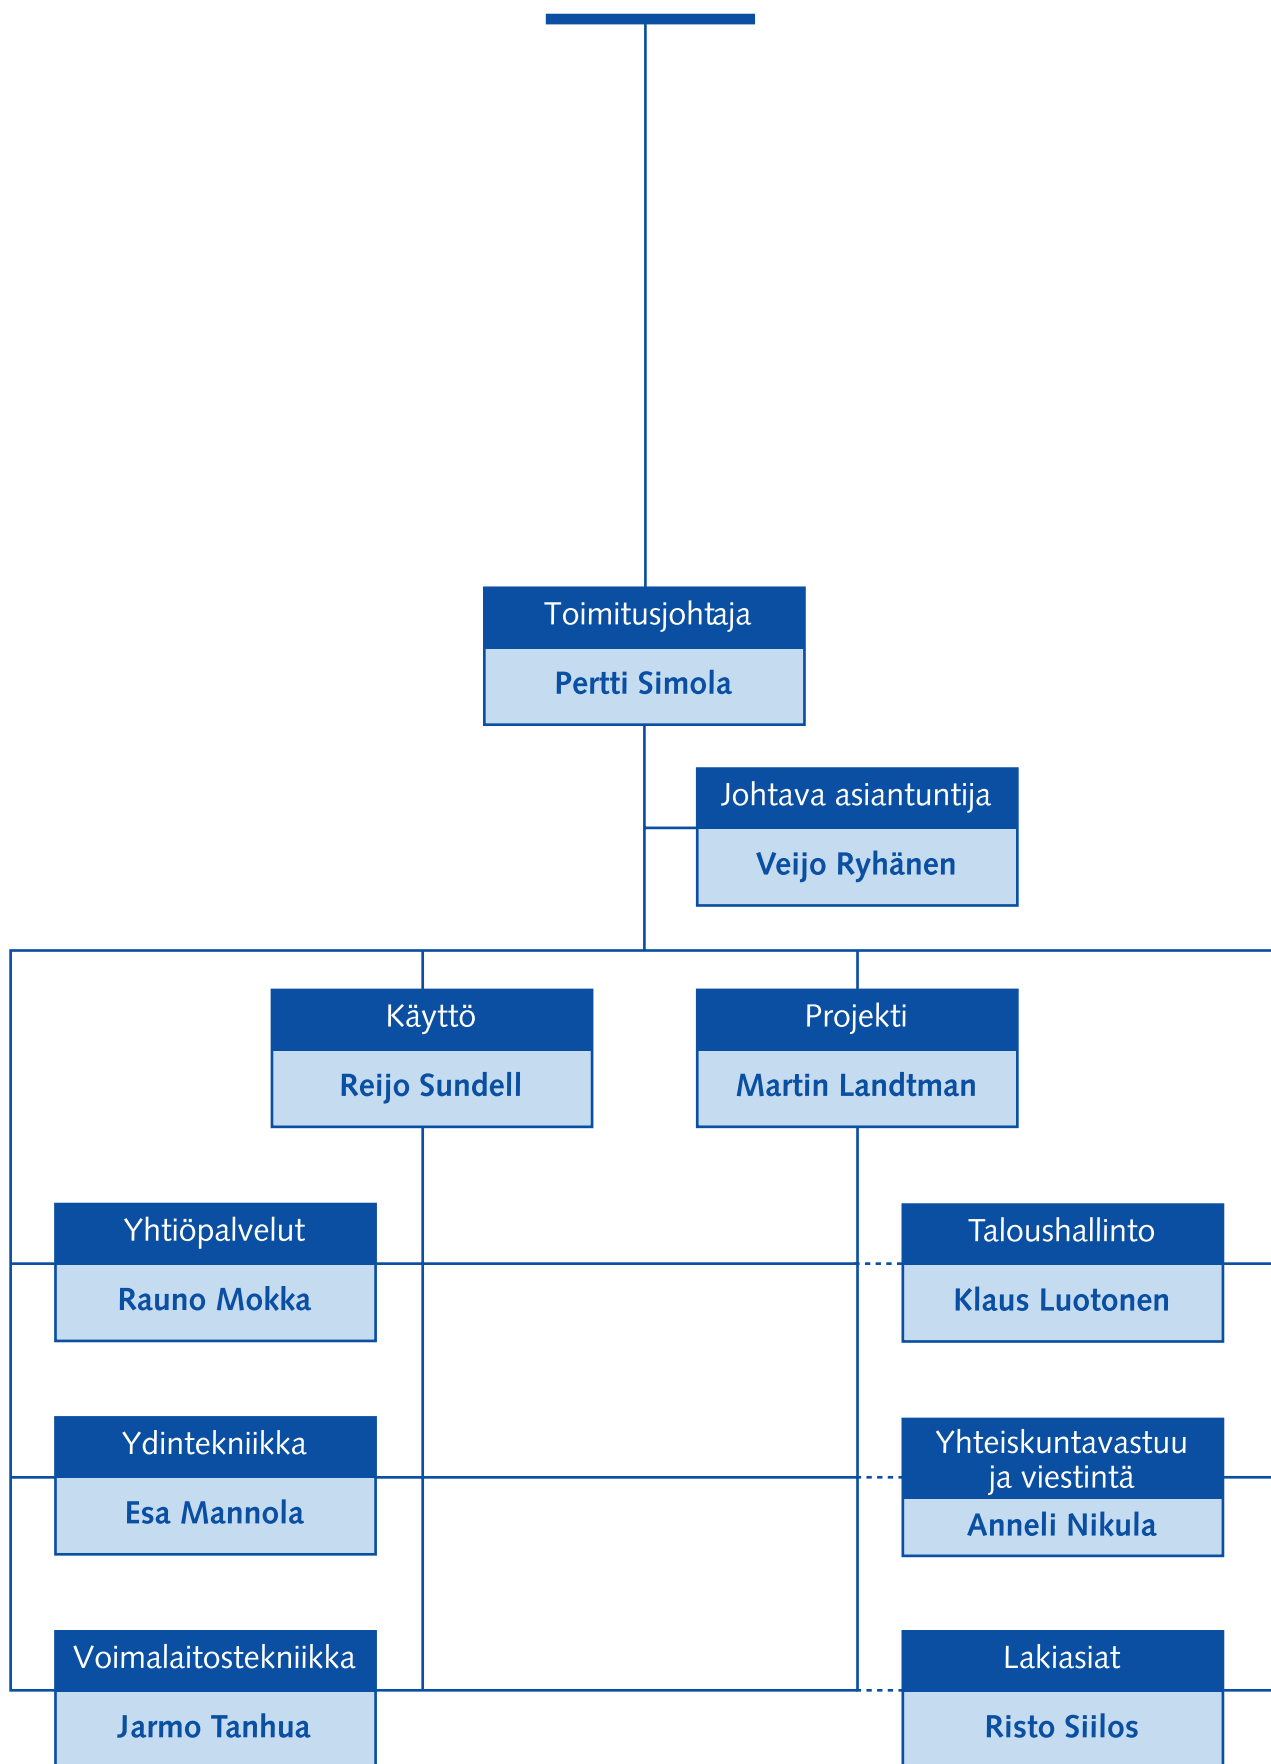 Toimitusjohtaja
Pertti Simola
Johtava asiantuntija
Veijo Ryhänen
Käyttö
Reijo Sundell
Projekti
Martin Landtman
Yhtiöpalvelut
Rauno Mokka
Taloushallinto
Klaus Luotonen
Ydintekniikka
Esa Mannola
Yhteiskuntavastuu
ja viestintä
Anneli Nikula
Voimalaitostekniikka
Jarmo Tanhua
Lakiasiat
Risto Siilos